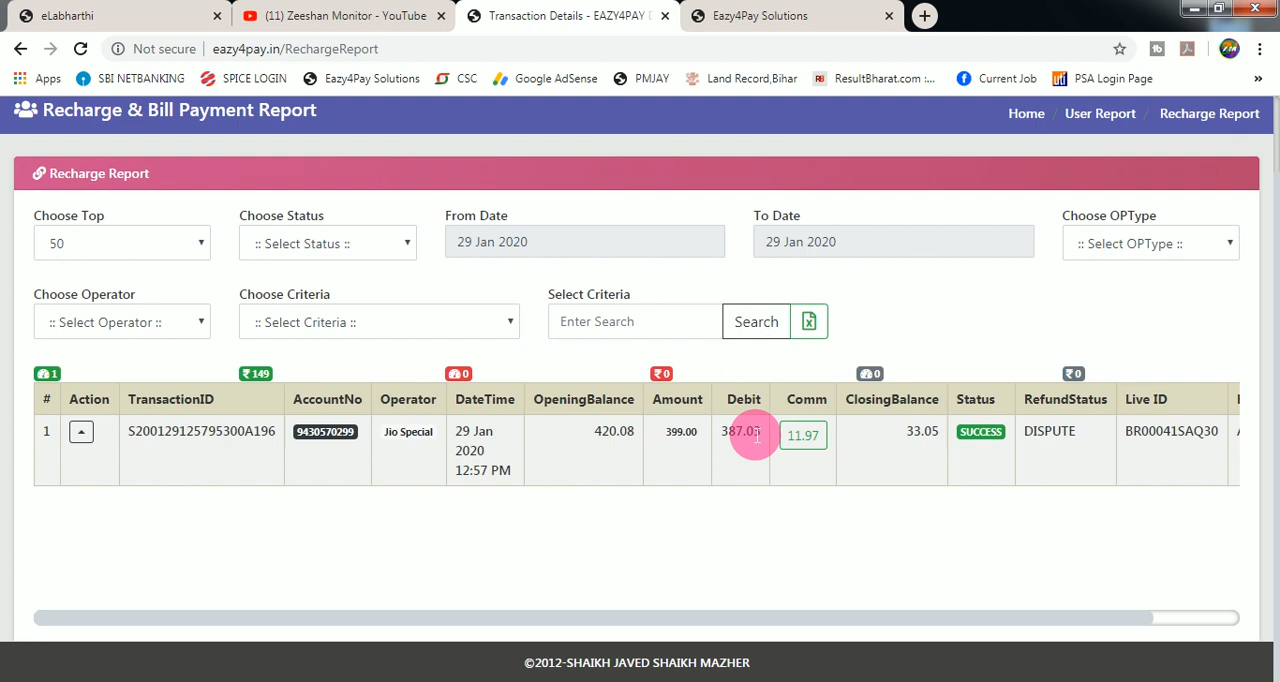 eLabharthi
(11) Zeeshan Monitor - YouTube
Transaction Details - EAZY4PAY D
Eazy4Pay Solutions
Not secure | eazy4pay.in/RechargeReport
Apps SBI NETBANKING SPICE LOGIN Eazy4Pay Solutions CSC Google AdSense PMJAY Land Record,Bihar ResultBharat.com :... Current Job PSA Login Page »
Recharge & Bill Payment Report
Home / User Report / Recharge Report
Recharge Report
Choose Top Choose Status From Date To Date Choose OPType
50 :: Select Status :: 29 Jan 2020 29 Jan 2020 :: Select OPType ::
Choose Operator Choose Criteria Select Criteria
:: Select Operator :: :: Select Criteria :: Enter Search Search
1 ₹ 149 0 ₹ 0 0 ₹ 0
# Action TransactionID AccountNo Operator DateTime OpeningBalance Amount Debit Comm ClosingBalance Status RefundStatus Live ID
1 S200129125795300A196 9430570299 Jio Special 29 Jan 420.08 399.00 387.03 11.97 33.05 SUCCESS DISPUTE BR00041SAQ30
2020
12:57 PM
©2012-SHAIKH JAVED SHAIKH MAZHER